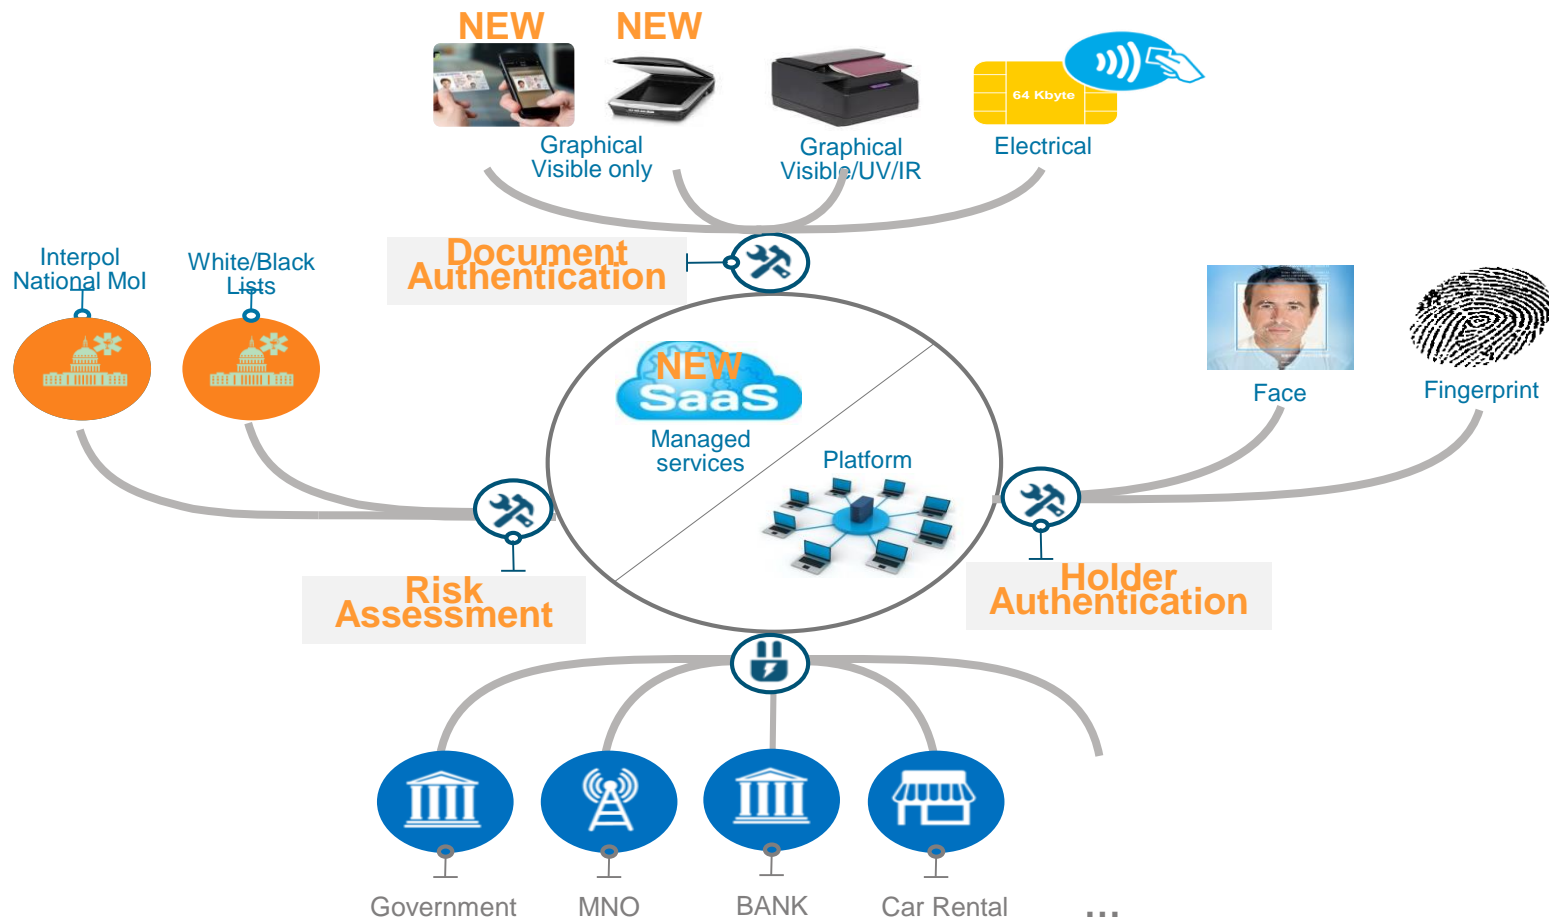 NEW
NEW
64 Kbyte
Graphical
Visible only
Graphical
Visible/UV/IR
Electrical
Document
Authentication
Interpol
National MoI
White/Black
Lists
NEW
SaaS
Managed
services
Platform
Face
Fingerprint
Risk
Assessment
Holder
Authentication
Government
MNO
BANK
Car Rental
...